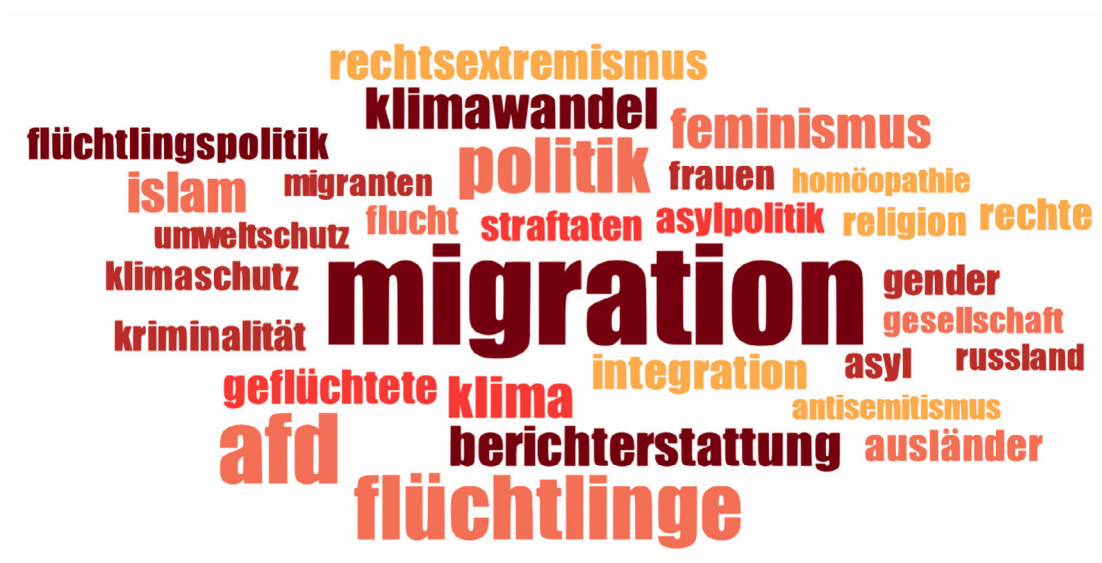 rechtsextremismus
klimawandel
feminismus
flüchtlingspolitik
politik
frauen
homöopathie
islam
migranten
flucht
straftaten
asylpolitik
religion
rechte
umweltschutz
klimaschutz
migration
gender
gesellschaft
kriminalität
integration
asyl
russland
geflüchtete
klima
antisemitismus
afd
berichterstattung
ausländer
flüchtlinge